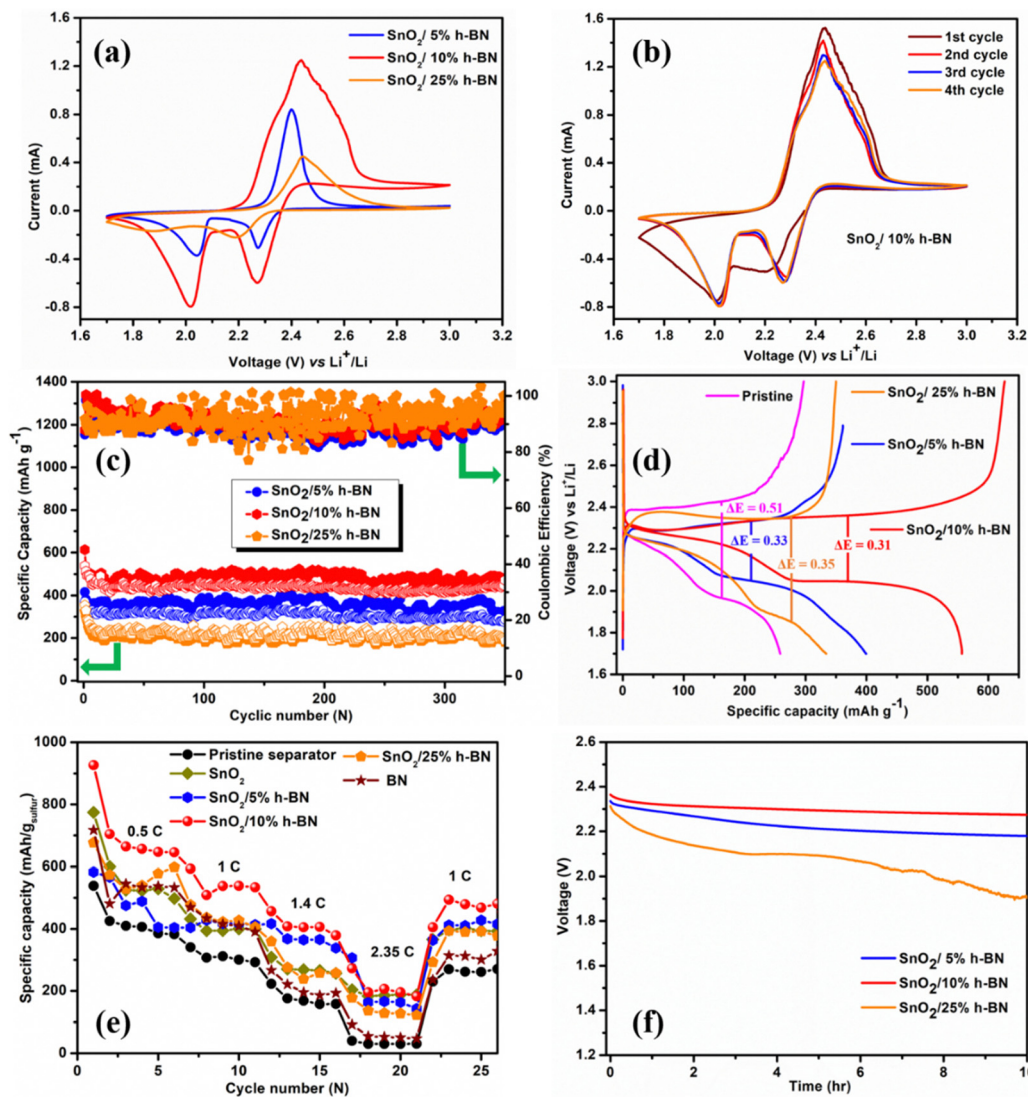 (a)
SnO2/ 5% h-BN
SnO2/ 10% h-BN
SnO2/ 25% h-BN
Current (mA)
1.6
1.2
0.8
0.4
0.0
-0.4
-0.8
1.6 1.8 2.0 2.2 2.4 2.6 2.8 3.0 3.2
Voltage (V) vs Li+/Li
(b)
1st cycle
2nd cycle
3rd cycle
4th cycle
SnO2/ 10% h-BN
Current (mA)
1.6
1.2
0.8
0.4
0.0
-0.4
-0.8
1.6 1.8 2.0 2.2 2.4 2.6 2.8 3.0 3.2
Voltage (V) vs Li+/Li
(c)
SnO2/5% h-BN
SnO2/10% h-BN
SnO2/25% h-BN
Specific Capacity (mAh g-1)
1400
1200
1000
800
600
400
200
0
0 100 200 300
Cyclic number (N)
Coulombic Efficiency (%)
100
80
60
40
20
0
(d)
Pristine
SnO2/ 25% h-BN
SnO2/5% h-BN
SnO2/10% h-BN
ΔE = 0.51
ΔE = 0.33
ΔE = 0.35
ΔE = 0.31
Voltage (V) vs Li+/Li
3.0
2.8
2.6
2.4
2.2
2.0
1.8
1.6
0 100 200 300 400 500 600
Specific capacity (mAh g-1)
(e)
Pristine separator
SnO2
SnO2/5% h-BN
SnO2/10% h-BN
SnO2/25% h-BN
BN
0.5 C
1 C
1.4 C
2.35 C
1 C
Specific capacity (mAh/gsulfur)
1000
800
600
400
200
0
0 5 10 15 20 25
Cycle number (N)
(f)
SnO2/ 5% h-BN
SnO2/10% h-BN
SnO2/25% h-BN
Voltage (V)
2.6
2.4
2.2
2.0
1.8
1.6
1.4
1.2
0 2 4 6 8 10
Time (hr)